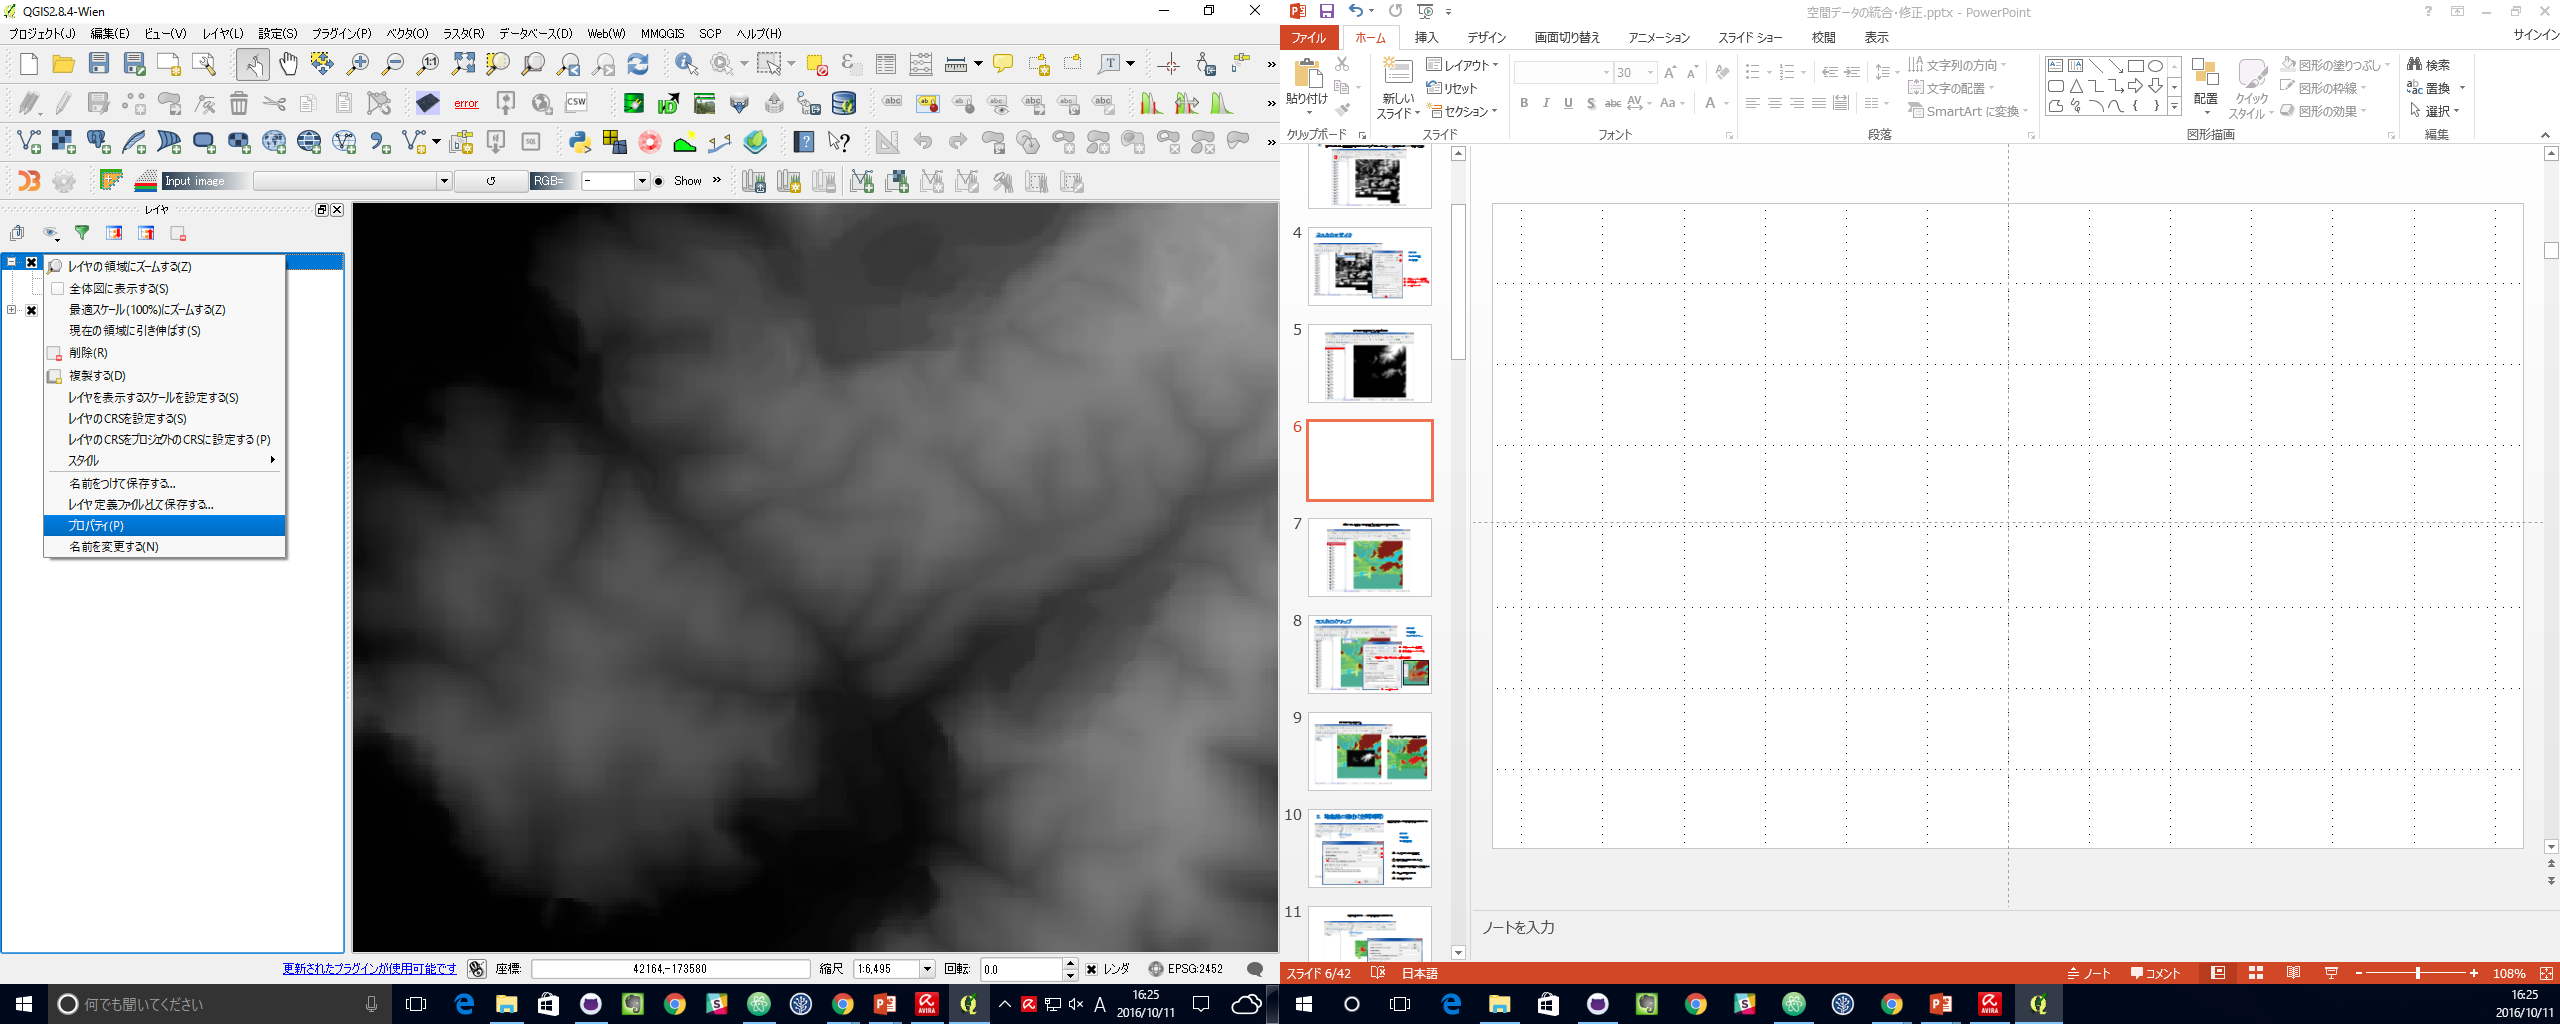 QGIS2.8.4-Wien
プロジェクト(J) 編集(E) ビュー(V) レイヤ(L) 設定(S) プラグイン(P) ベクタ(O) ラスタ(R) データベース(D) Web(W) MMQGIS SCP ヘルプ(H)
error
CSW
Input image
RGB=
-
Show
レイヤ
レイヤの領域にズームする(Z)
全体図に表示する(S)
最適スケール(100%)にズームする(Z)
現在の領域に引き伸ばす(S)
削除(R)
複製する(D)
レイヤを表示するスケールを設定する(S)
レイヤのCRSを設定する(S)
レイヤのCRSをプロジェクトのCRSに設定する(P)
スタイル
名前をつけて保存する...
レイヤ定義ファイルとして保存する...
プロパティ(P)
名前を変更する(N)
更新されたプラグインが使用可能です
座標: 42164,-173580
縮尺 1:6,495
回転: 0.0
レンダ
EPSG:2452
何でも聞いてください
A
16:25
2016/10/11
空間データの統合・修正.pptx - PowerPoint
サインイン
ファイル ホーム 挿入 デザイン 画面切り替え アニメーション スライド ショー 校閲 表示
貼り付け
クリップボード
新しい
スライド
レイアウト
リセット
セクション
スライド
30
B I U S abc AV Aa A
フォント
文字列の方向
文字の配置
SmartArt に変換
段落
配置
クイック
スタイル
図形の塗りつぶし
図形の枠線
図形の効果
図形描画
検索
置換
選択
編集
4
5
6
7
8
9
10
11
ノートを入力
スライド 6/42
日本語
ノート
コメント
108%
16:25
2016/10/11